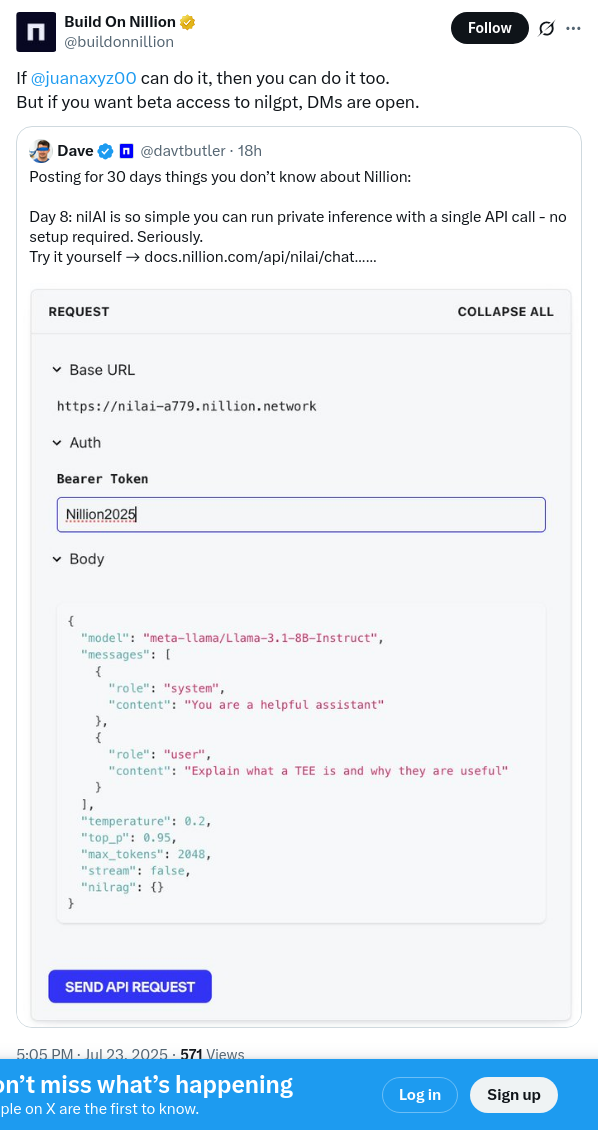 Build On Nillion
@buildonnillion
Follow
If @juanaxyz00 can do it, then you can do it too.
But if you want beta access to nilgpt, DMs are open.
Dave @davtbutler · 18h
Posting for 30 days things you don’t know about Nillion:
Day 8: nilAI is so simple you can run private inference with a single API call - no
setup required. Seriously.
Try it yourself → docs.nillion.com/api/nilai/chat……
REQUEST
COLLAPSE ALL
Base URL
https://nilai-a779.nillion.network
Auth
Bearer Token
Nillion2025
Body
{
"model": "meta-llama/Llama-3.1-8B-Instruct",
"messages": [
{
"role": "system",
"content": "You are a helpful assistant"
},
{
"role": "user",
"content": "Explain what a TEE is and why they are useful"
}
],
"temperature": 0.2,
"top_p": 0.95,
"max_tokens": 2048,
"stream": false,
"nilrag": {}
}
SEND API REQUEST
5:05 PM · Jul 23, 2025 · 571 Views
on’t miss what’s happening
ple on X are the first to know.
Log in
Sign up